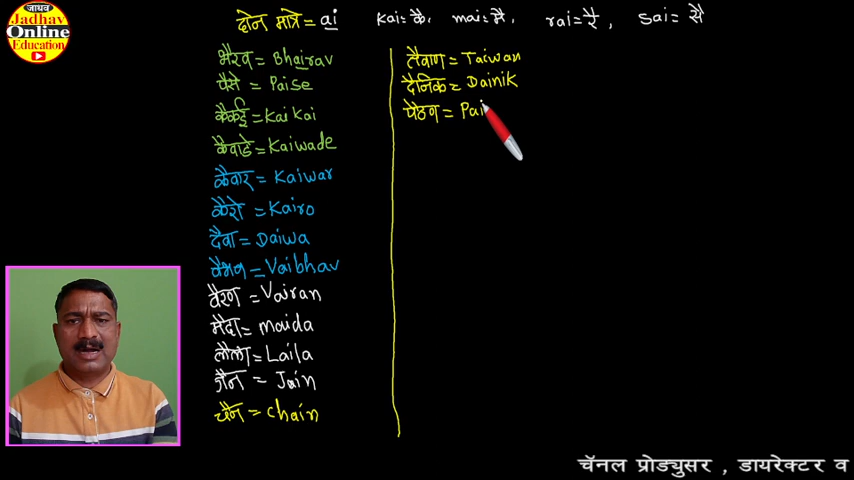 जाधव
Jadhav
Online
Education
दोन मात्रे = ai kai = कै, mai = मै, rai = रै, Sai = सै
भैरव = Bhairav
पैसे = Paise
कैकई = Kaikai
कैवाडे = Kaiwade
कैवार = Kaiwar
कैरो = Kairo
दैवा = Daiwa
वैभव = Vaibhav
वैरण = Vairan
मैदा = maida
लैला = Laila
जैन = Jain
चैन = chain
तैवाण = Taiwan
दैनिक = Dainik
पैठण = Pai
चॅनल प्रोड्युसर , डायरेक्टर व